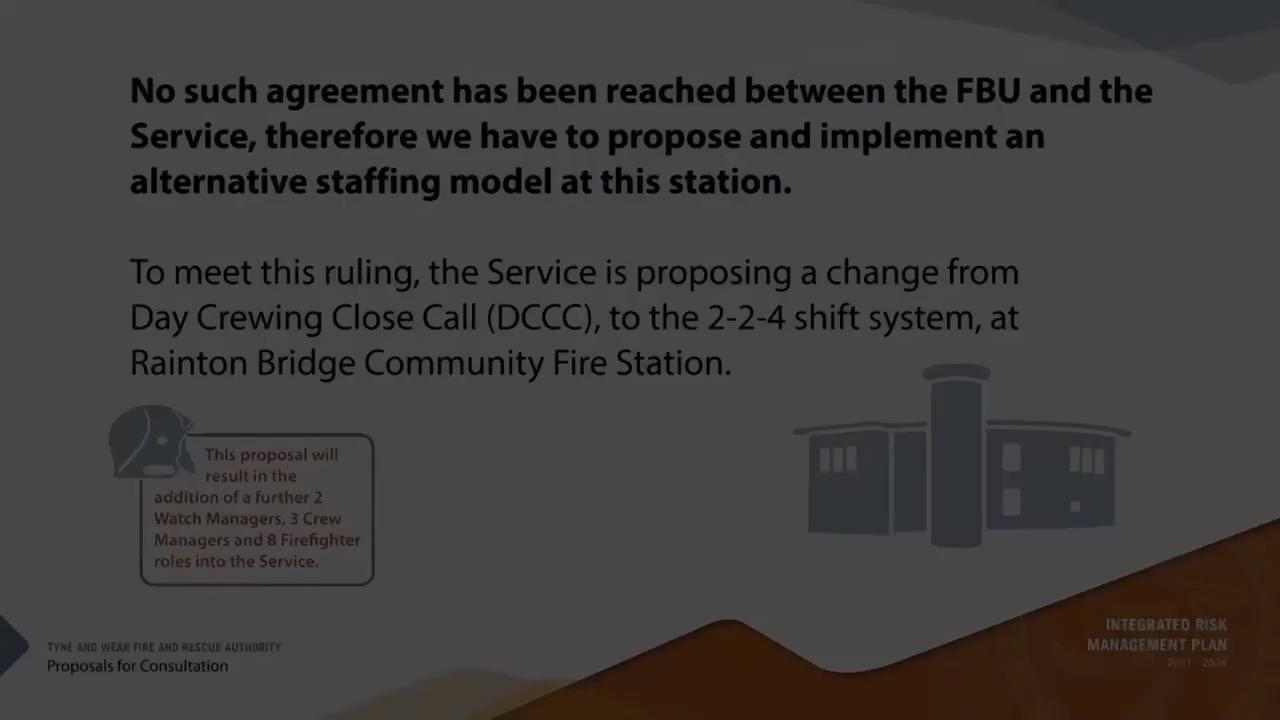 No such agreement has been reached between the FBU and the
Service, therefore we have to propose and implement an
alternative staffing model at this station.
To meet this ruling, the Service is proposing a change from
Day Crewing Close Call (DCCC), to the 2-2-4 shift system, at
Rainton Bridge Community Fire Station.
This proposal will
result in the
addition of a further 2
Watch Managers, 3 Crew
Managers and 8 Firefighter
roles into the Service.
TYNE AND WEAR FIRE AND RESCUE AUTHORITY
Proposals for Consultation
INTEGRATED RISK
MANAGEMENT PLAN
2021 - 2024